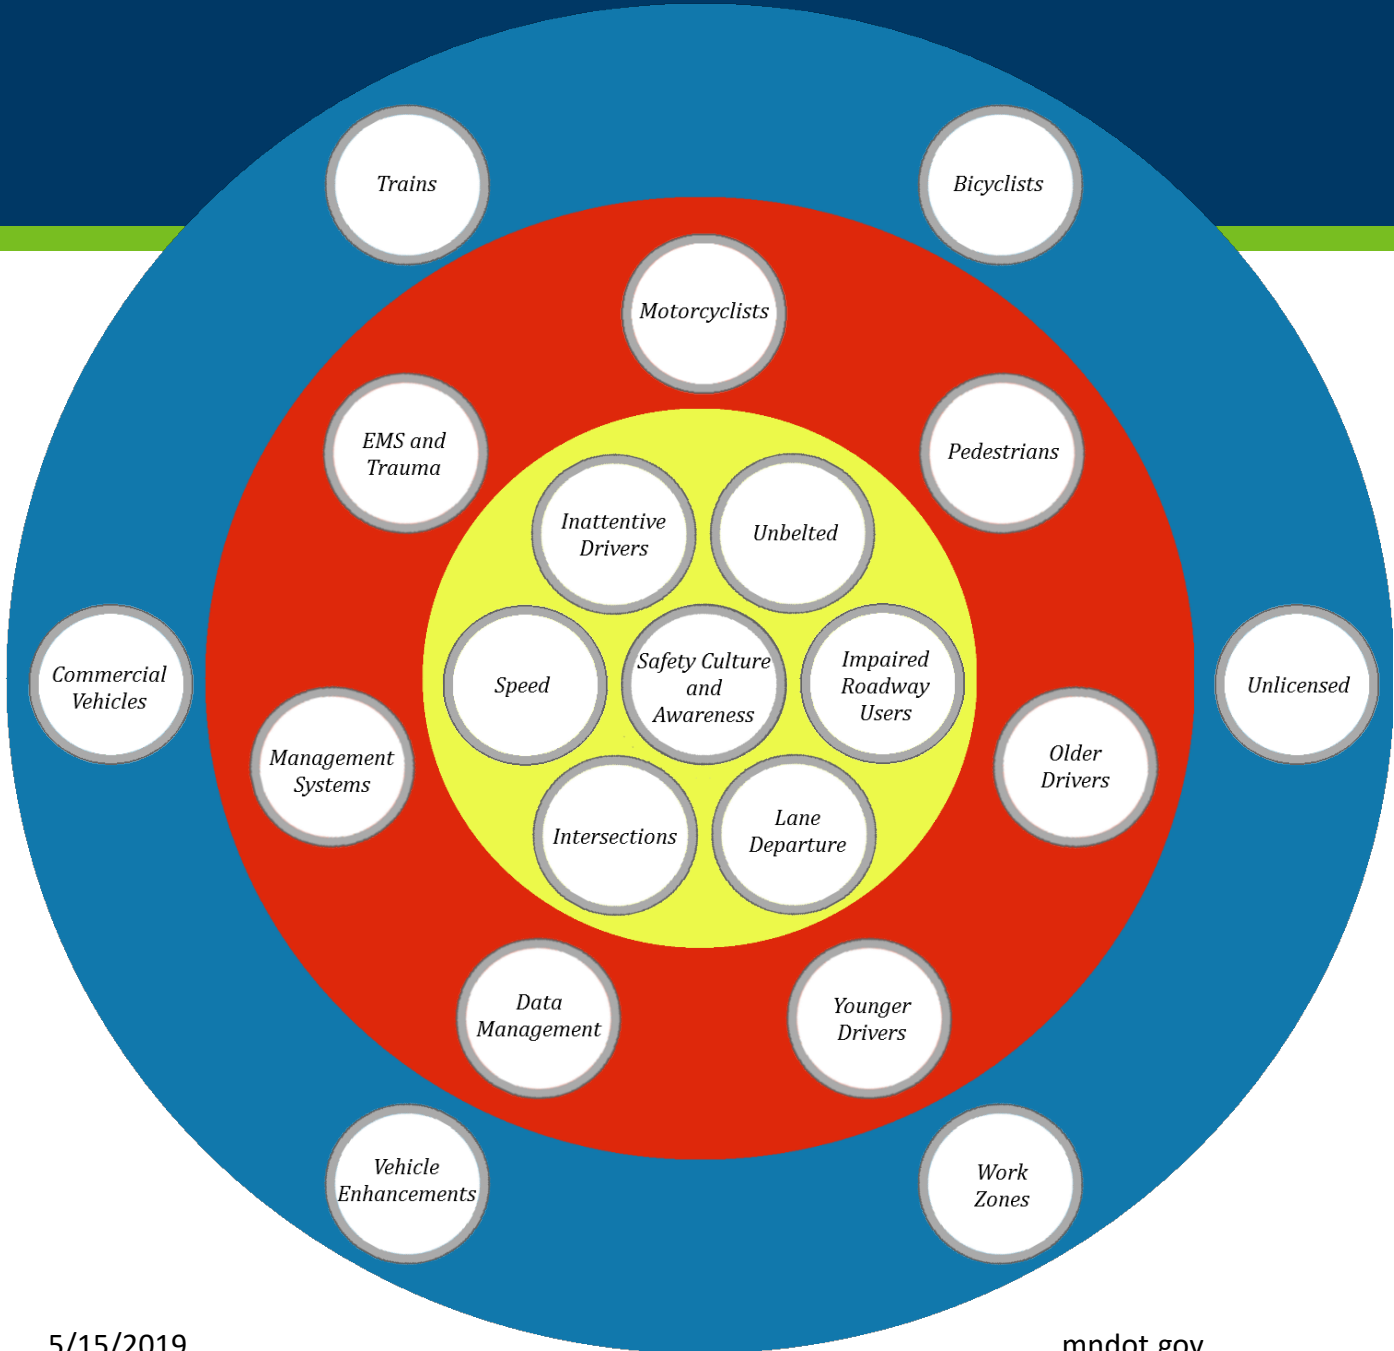 Trains
Bicyclists
Motorcyclists
EMS and
Trauma
Pedestrians
Inattentive
Drivers
Unbelted
Commercial
Vehicles
Speed
Safety Culture
and
Awareness
Impaired
Roadway
Users
Unlicensed
Management
Systems
Older
Drivers
Intersections
Lane
Departure
Data
Management
Younger
Drivers
Vehicle
Enhancements
Work
Zones
5/15/2019
mndot.gov